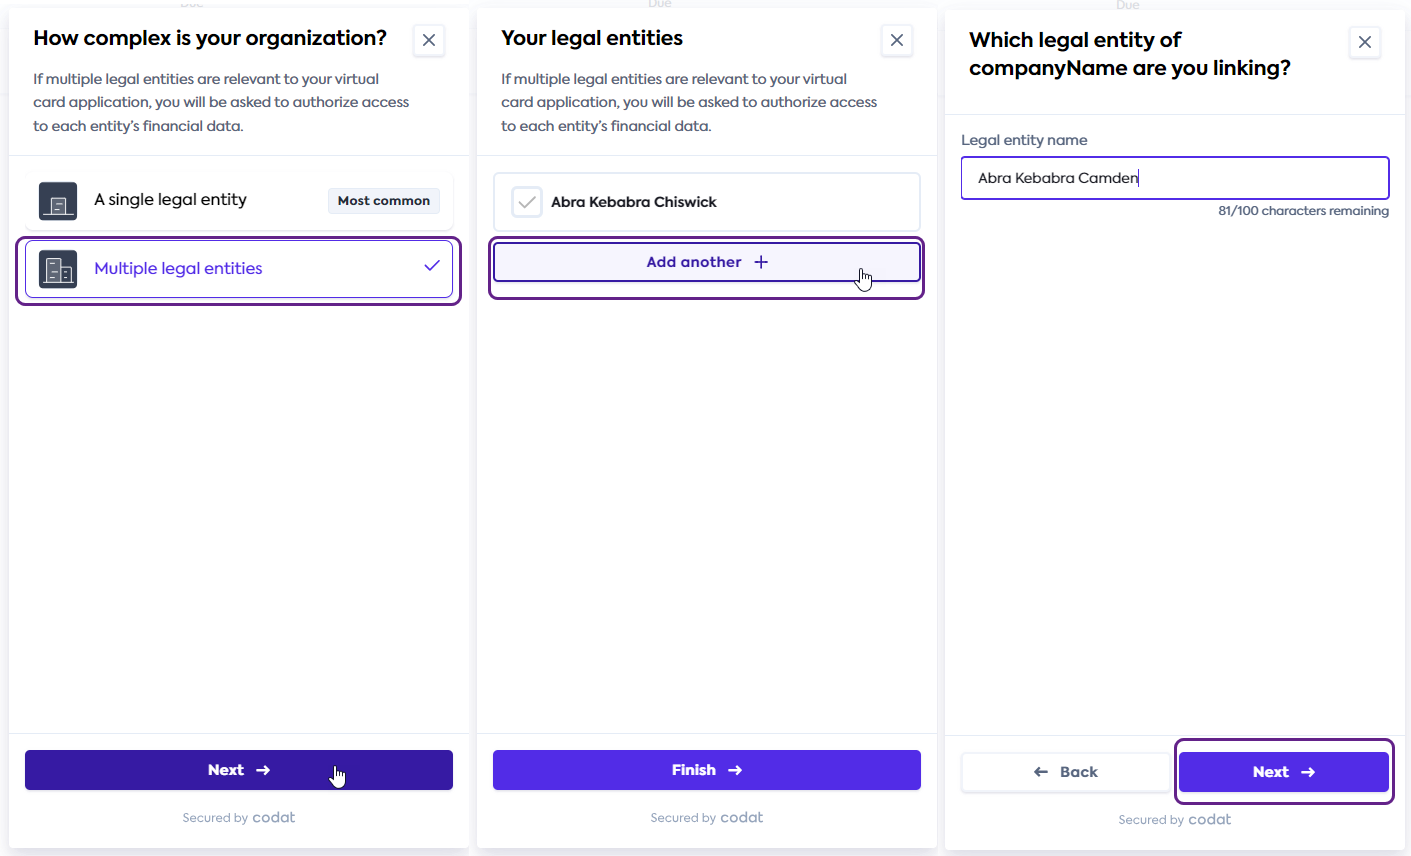 Due
How complex is your organization?
If multiple legal entities are relevant to your virtual
card application, you will be asked to authorize access
to each entity’s financial data.
A single legal entity
Most common
Multiple legal entities
Next →
Secured by codat
Due
Your legal entities
If multiple legal entities are relevant to your virtual
card application, you will be asked to authorize access
to each entity’s financial data.
Abra Kebabra Chiswick
Add another +
Finish →
Secured by codat
Due
Which legal entity of
companyName are you linking?
Legal entity name
Abra Kebabra Camden
81/100 characters remaining
← Back
Next →
Secured by codat